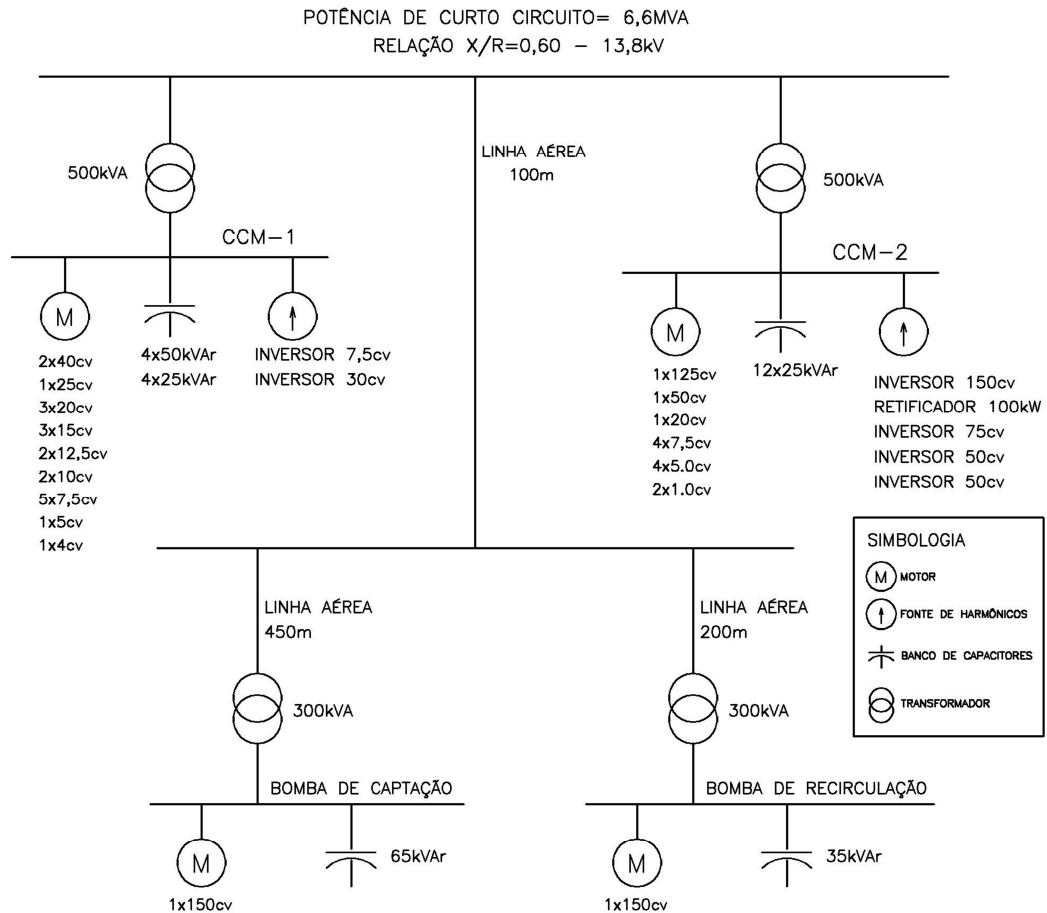 POTÊNCIA DE CURTO CIRCUITO= 6,6MVA
RELAÇÃO X/R=0,60 - 13,8kV
LINHA AÉREA
100m
500kVA
500kVA
CCM-1
CCM-2
M
2x40cv
1x25cv
3x20cv
3x15cv
2x12,5cv
2x10cv
5x7,5cv
1x5cv
1x4cv
4x50kVAr
4x25kVAr
INVERSOR 7,5cv
INVERSOR 30cv
M
1x125cv
1x50cv
1x20cv
4x7,5cv
4x5.0cv
2x1.0cv
12x25kVAr
INVERSOR 150cv
RETIFICADOR 100kW
INVERSOR 75cv
INVERSOR 50cv
INVERSOR 50cv
SIMBOLOGIA
M MOTOR
FONTE DE HARMÔNICOS
BANCO DE CAPACITORES
TRANSFORMADOR
LINHA AÉREA
450m
LINHA AÉREA
200m
300kVA
300kVA
BOMBA DE CAPTAÇÃO
BOMBA DE RECIRCULAÇÃO
M
65kVAr
1x150cv
M
35kVAr
1x150cv